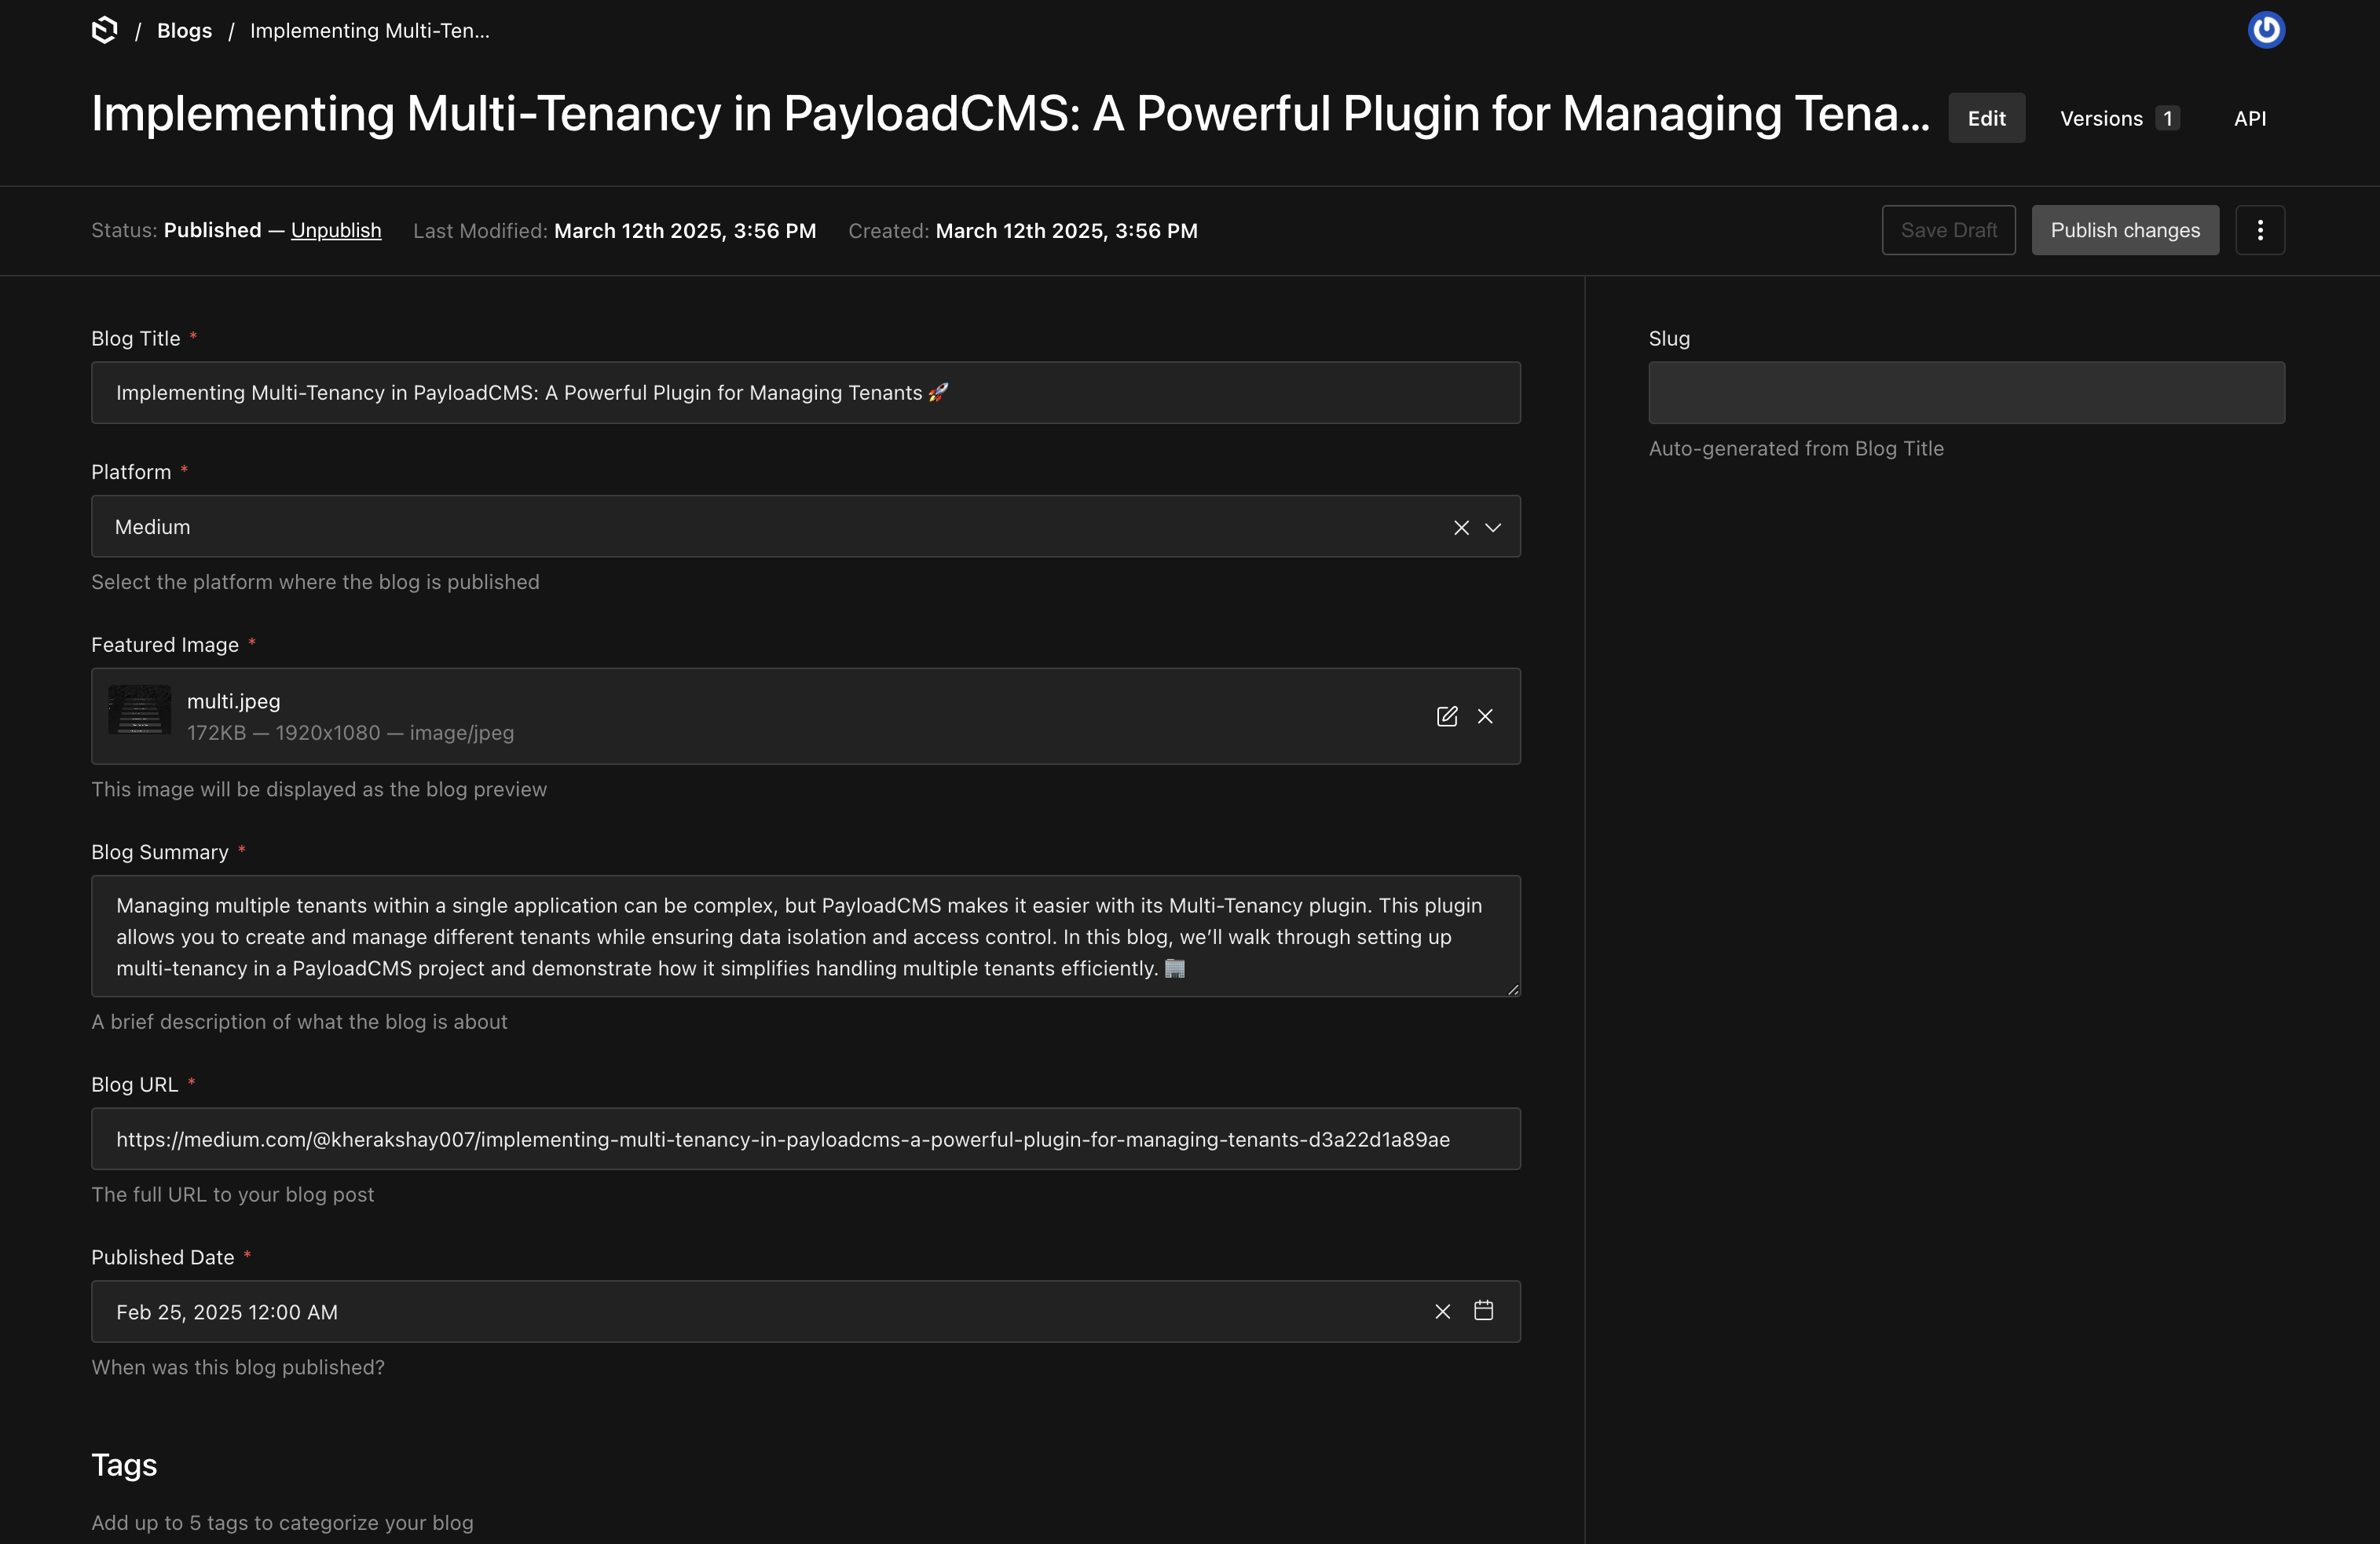 / Blogs / Implementing Multi-Ten...
Implementing Multi-Tenancy in PayloadCMS: A Powerful Plugin for Managing Tena...
Edit Versions 1 API
Status: Published — Unpublish Last Modified: March 12th 2025, 3:56 PM Created: March 12th 2025, 3:56 PM
Save Draft Publish changes
Blog Title *
Implementing Multi-Tenancy in PayloadCMS: A Powerful Plugin for Managing Tenants 🚀
Platform *
Medium
Select the platform where the blog is published
Featured Image *
multi.jpeg
172KB — 1920x1080 — image/jpeg
This image will be displayed as the blog preview
Blog Summary *
Managing multiple tenants within a single application can be complex, but PayloadCMS makes it easier with its Multi-Tenancy plugin. This plugin
allows you to create and manage different tenants while ensuring data isolation and access control. In this blog, we’ll walk through setting up
multi-tenancy in a PayloadCMS project and demonstrate how it simplifies handling multiple tenants efficiently. 🏢
A brief description of what the blog is about
Blog URL *
https://medium.com/@kherakshay007/implementing-multi-tenancy-in-payloadcms-a-powerful-plugin-for-managing-tenants-d3a22d1a89ae
The full URL to your blog post
Published Date *
Feb 25, 2025 12:00 AM
When was this blog published?
Tags
Add up to 5 tags to categorize your blog
Slug
Auto-generated from Blog Title